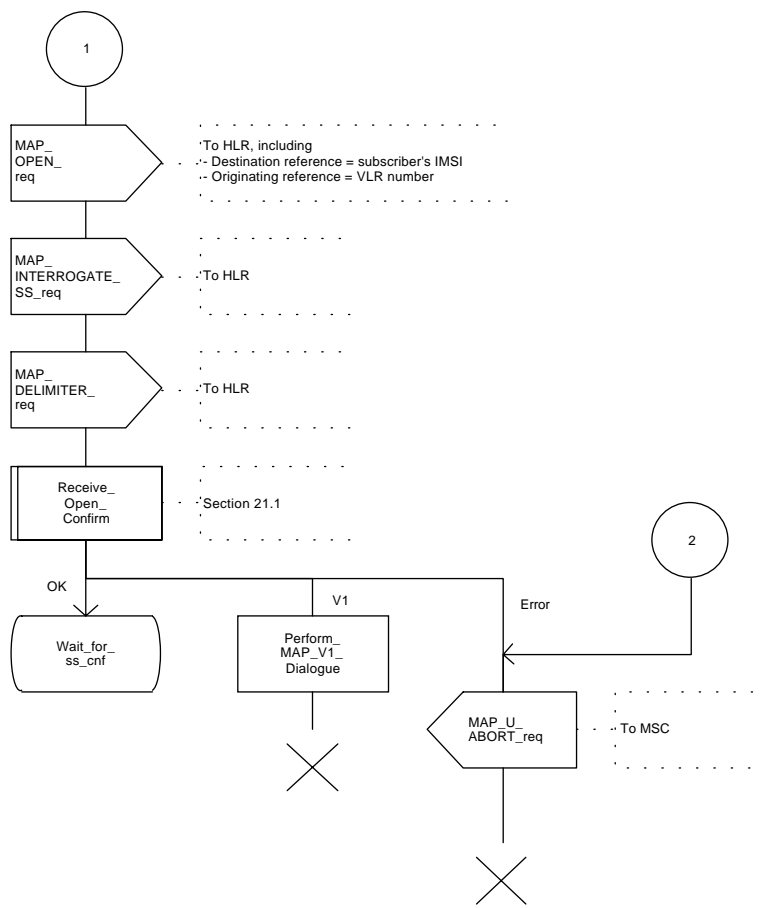 1
MAP_
OPEN_
req
To HLR, including
- Destination reference = subscriber's IMSI
- Originating reference = VLR number
MAP_
INTERROGATE_
SS_req
To HLR
MAP_
DELIMITER_
req
To HLR
Receive_
Open_
Confirm
Section 21.1
2
OK
V1
Error
Wait_for_
ss_cnf
Perform_
MAP_V1_
Dialogue
MAP_U_
ABORT_req
To MSC